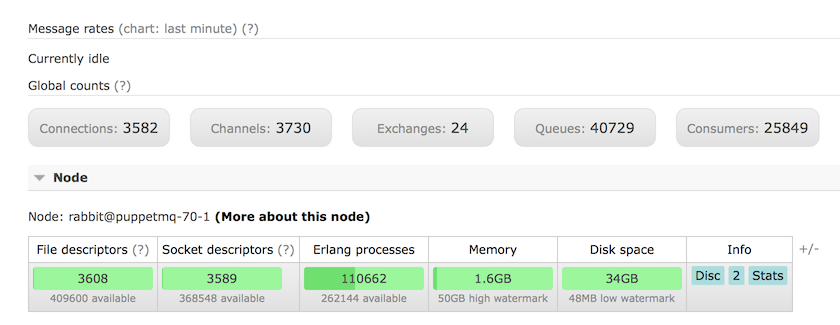 Message rates (chart: last minute) (?)
Currently idle
Global counts (?)
Connections: 3582 Channels: 3730 Exchanges: 24 Queues: 40729 Consumers: 25849
Node
Node: rabbit@puppetmq-70-1 (More about this node)
File descriptors (?) Socket descriptors (?) Erlang processes Memory Disk space Info +/-
3608 3589 110662 1.6GB 34GB Disc 2 Stats
409600 available 368548 available 262144 available 50GB high watermark 48MB low watermark